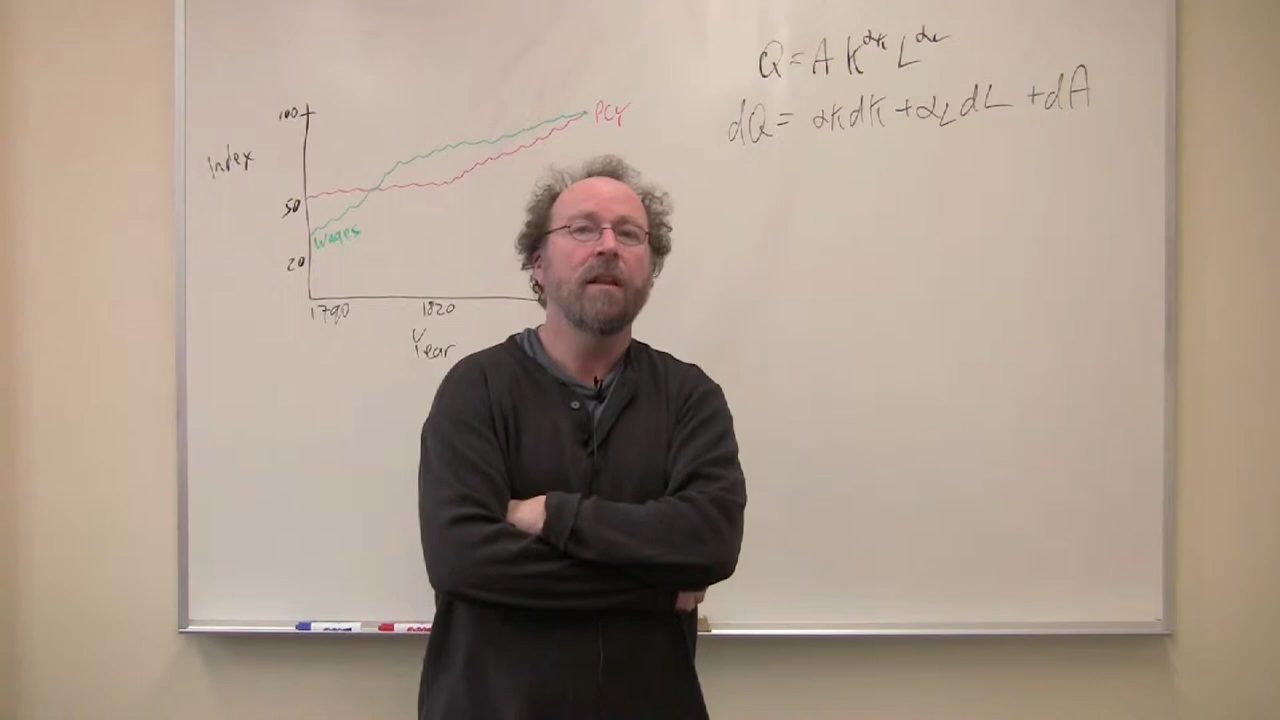 100
Index
50
20
Wages
PCY
1790 1820
Year
Q = A K^αK L^αL
dQ = αK dK + αL dL + dA